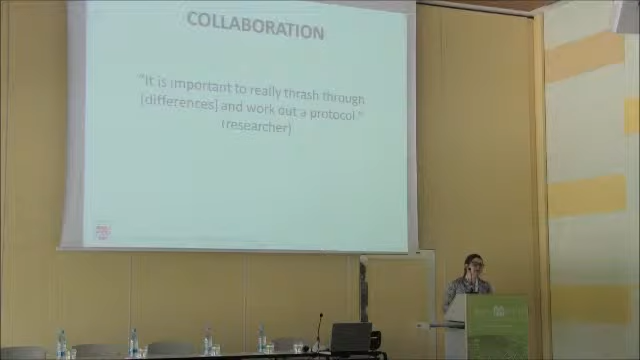 COLLABORATION
"It is important to really thrash through
[differences] and work out a protocol."
(researcher)